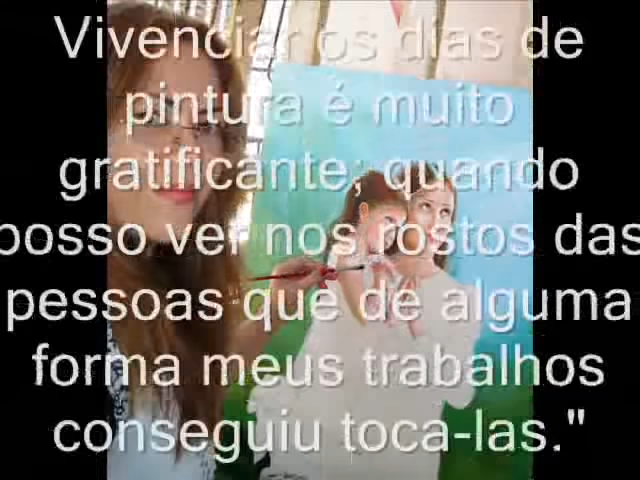 Vivenciar os dias de
pintura é muito
gratificante, quando
posso ver nos rostos das
pessoas que de alguma
forma meus trabalhos
conseguiu toca-las."